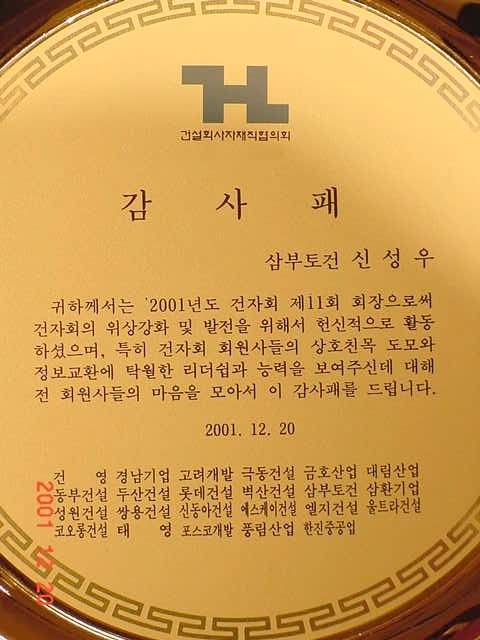 건설회사자재직협의회
감 사 패
삼부토건 신 성 우
귀하께서는 '2001년도 건자회 제11회 회장으로써
건자회의 위상강화 및 발전을 위해서 헌신적으로 활동
하셨으며, 특히 건자회 회원사들의 상호친목 도모와
정보교환에 탁월한 리더쉽과 능력을 보여주신데 대해
전 회원사들의 마음을 모아서 이 감사패를 드립니다.
2001. 12. 20
건 영 경남기업 고려개발 극동건설 금호산업 대림산업
동부건설 두산건설 롯데건설 벽산건설 삼부토건 삼환기업
성원건설 쌍용건설 신동아건설 에스케이건설 엘지건설 울트라건설
코오롱건설 태 영 포스코개발 풍림산업 한진중공업
2001 12 20